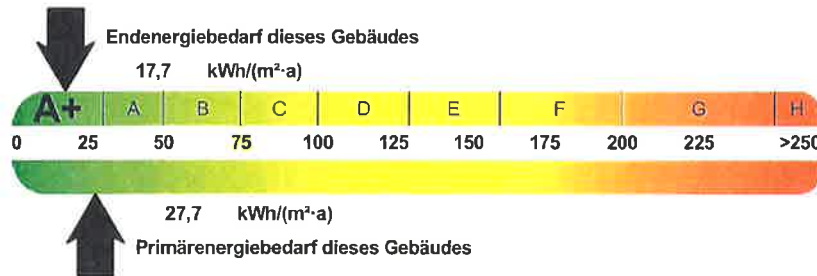 Endenergiebedarf dieses Gebäudes
17,7 kWh/(m²·a)
A+ A B C D E F G H
0 25 50 75 100 125 150 175 200 225 >250
27,7 kWh/(m²·a)
Primärenergiebedarf dieses Gebäudes